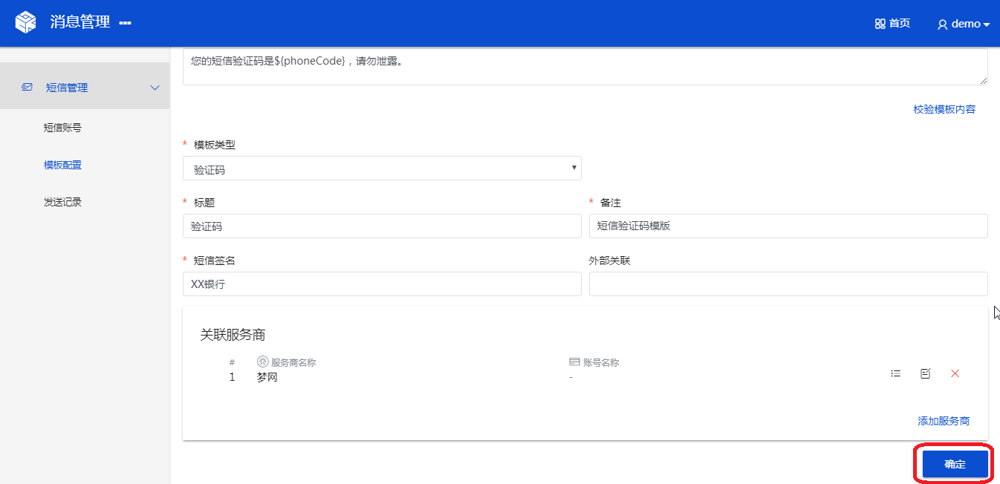 消息管理
首页
demo
您的短信验证码是${phoneCode}，请勿泄露。
短信管理
校验模板内容
短信账号
* 模板类型
模板配置
验证码
发送记录
* 标题
* 备注
验证码
短信验证码模版
* 短信签名
外部关联
XX银行
关联服务商
# 服务商名称 账号名称
1 梦网 -
添加服务商
确定